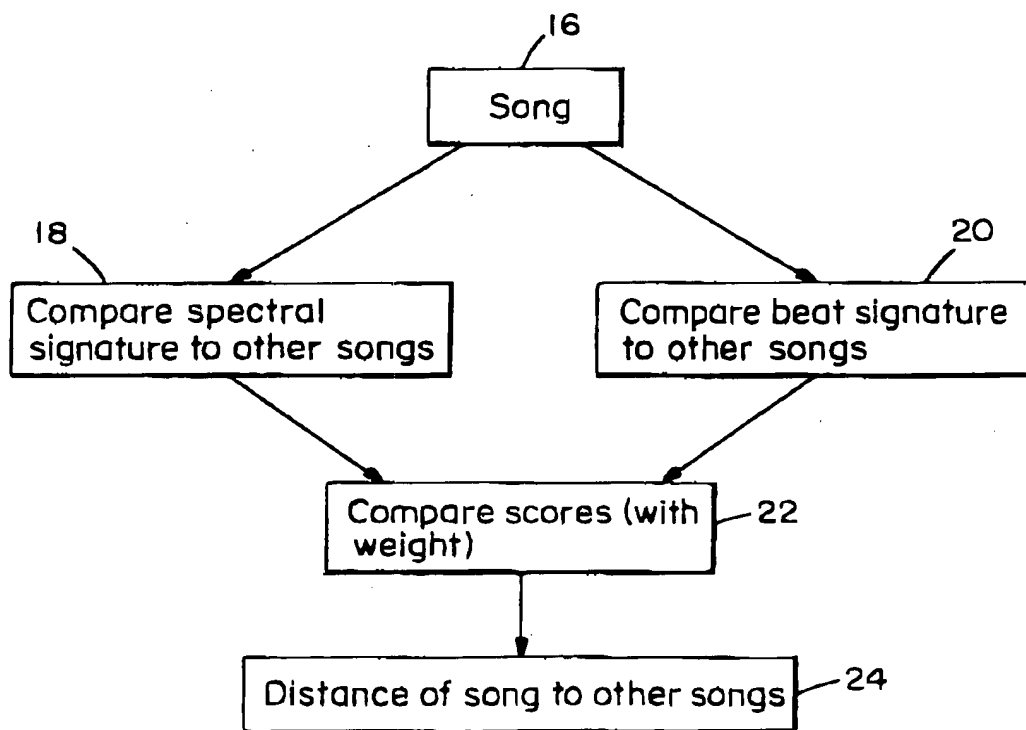 16
Song
18
20
Compare spectral
signature to other songs
Compare beat signature
to other songs
Compare scores (with
weight)
22
Distance of song to other songs
24